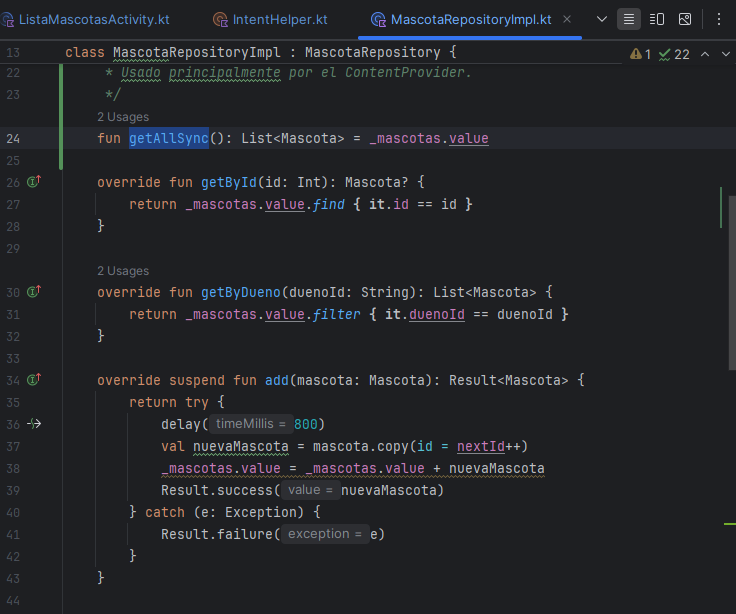 ListaMascotasActivity.kt IntentHelper.kt MascotaRepositoryImpl.kt
13 class MascotaRepositoryImpl : MascotaRepository { 1 22
22 * Usado principalmente por el ContentProvider.
23 */
2 Usages
24 fun getAllSync(): List<Mascota> = _mascotas.value
25
26 override fun getById(id: Int): Mascota? {
27 return _mascotas.value.find { it.id == id }
28 }
29
2 Usages
30 override fun getByDueno(duenoId: String): List<Mascota> {
31 return _mascotas.value.filter { it.duenoId == duenoId }
32 }
33
34 override suspend fun add(mascota: Mascota): Result<Mascota> {
35 return try {
36 delay( timeMillis = 800)
37 val nuevaMascota = mascota.copy(id = nextId++)
38 _mascotas.value = _mascotas.value + nuevaMascota
39 Result.success( value = nuevaMascota)
40 } catch (e: Exception) {
41 Result.failure( exception = e)
42 }
43 }
44